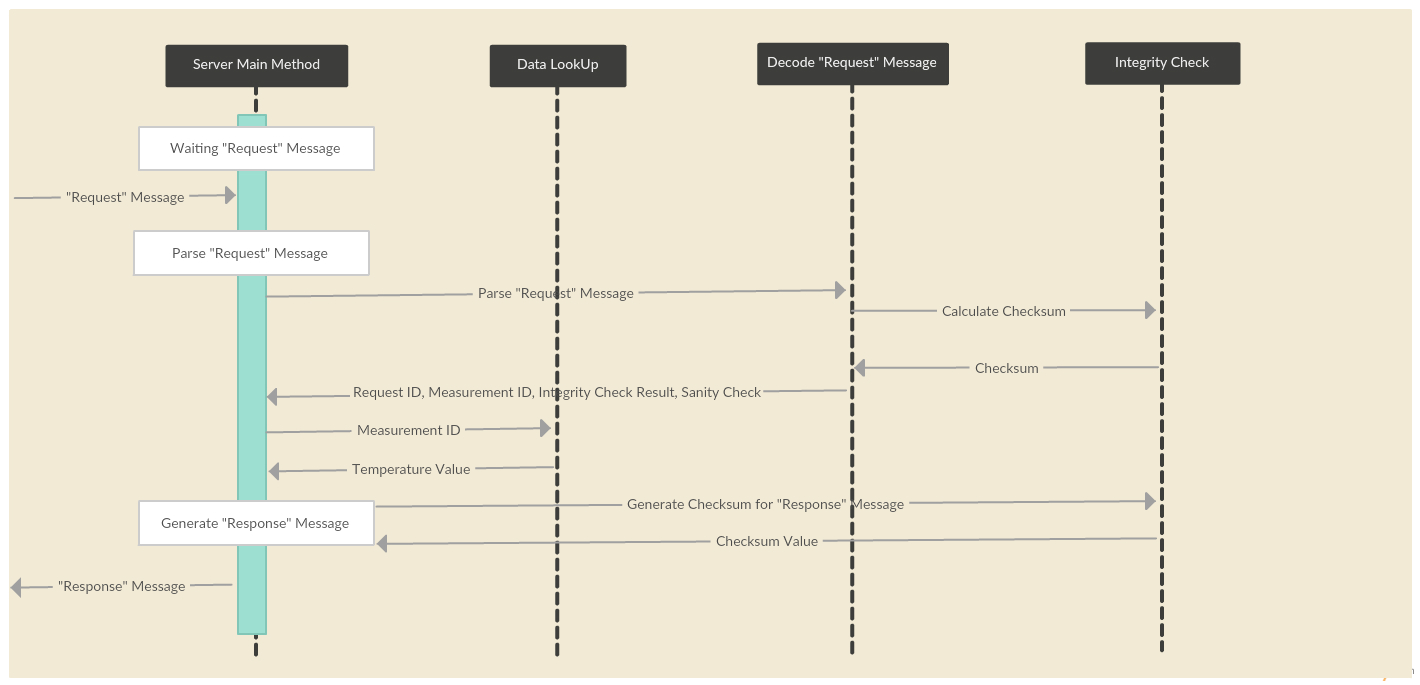 Server Main Method
Data LookUp
Decode "Request" Message
Integrity Check
Waiting "Request" Message
"Request" Message
Parse "Request" Message
Parse "Request" Message
Calculate Checksum
Checksum
Request ID, Measurement ID, Integrity Check Result, Sanity Check
Measurement ID
Temperature Value
Generate Checksum for "Response" Message
Generate "Response" Message
Checksum Value
"Response" Message